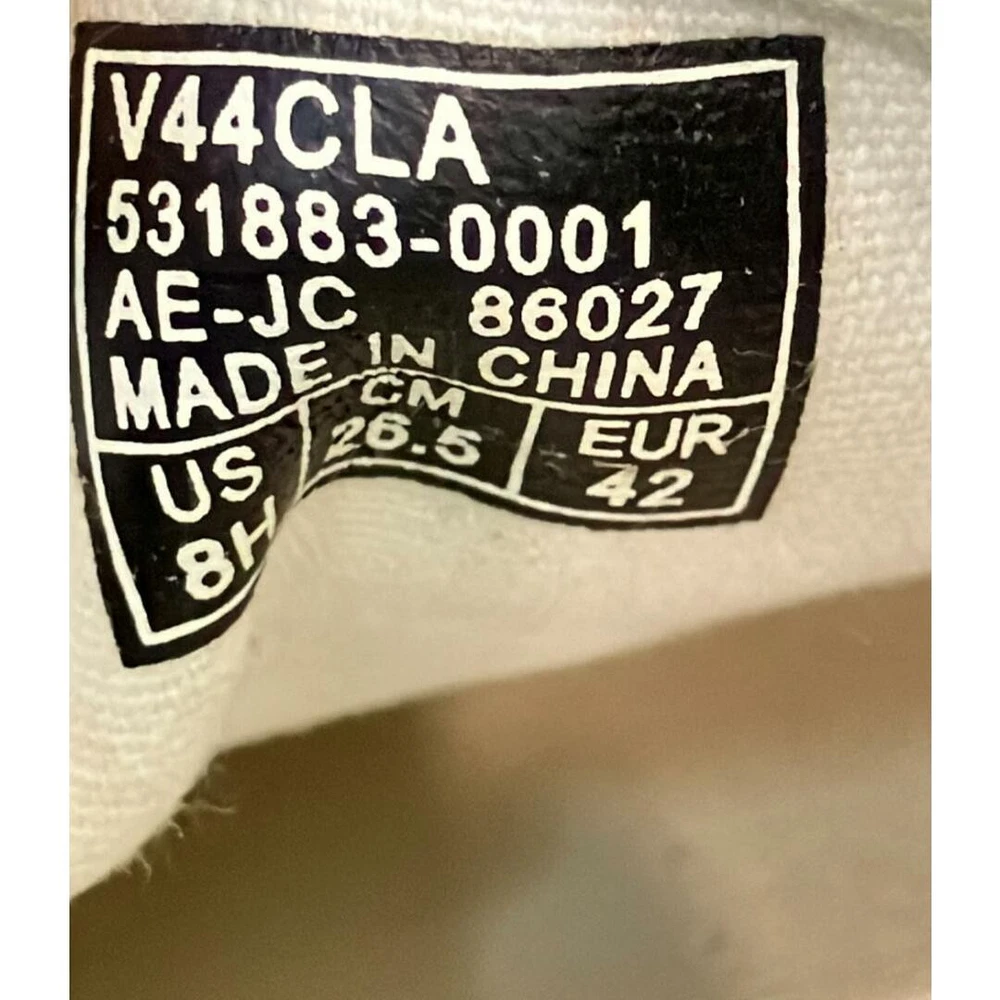 V44CLA
531883-0001
AE-JC 86027
MADE IN CHINA
US CM EUR
8H 26.5 42